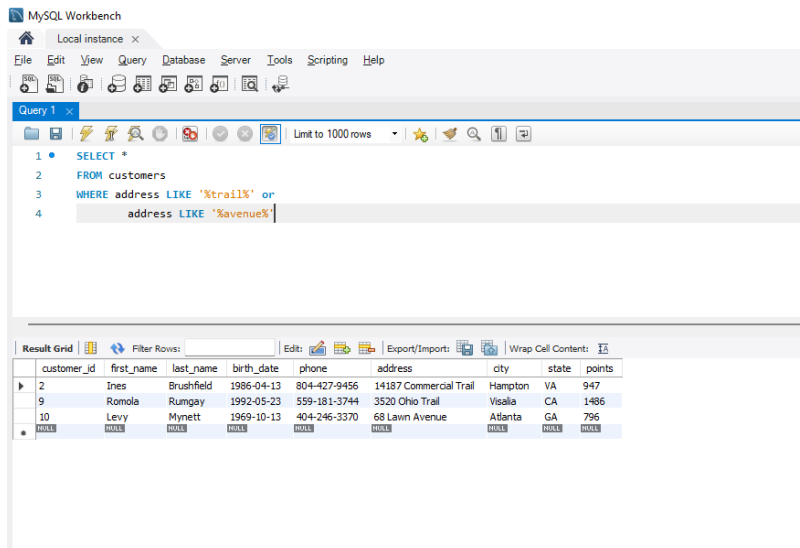 MySQL Workbench
Local instance ×
File Edit View Query Database Server Tools Scripting Help
Query 1 ×
Limit to 1000 rows
1 SELECT *
2 FROM customers
3 WHERE address LIKE '%trail%' or
4 address LIKE '%avenue%'
Result Grid Filter Rows: Edit: Export/Import: Wrap Cell Content: IA
customer_id first_name last_name birth_date phone address city state points
2 Ines Brushfield 1986-04-13 804-427-9456 14187 Commercial Trail Hampton VA 947
9 Romola Rumgay 1992-05-23 559-181-3744 3520 Ohio Trail Visalia CA 1486
10 Levy Mynett 1969-10-13 404-246-3370 68 Lawn Avenue Atlanta GA 796
NULL NULL NULL NULL NULL NULL NULL NULL NULL